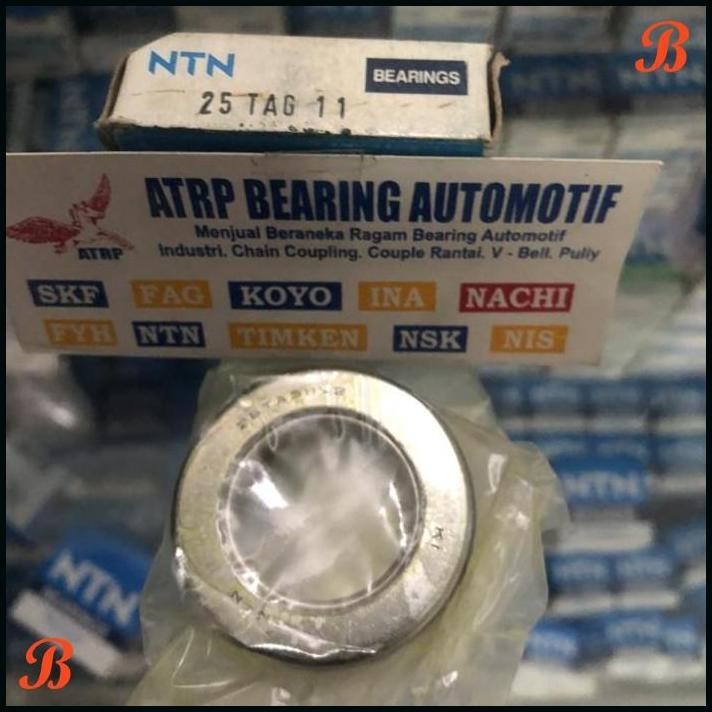 B
NTN
BEARINGS
25 TAG 11
ATRP BEARING AUTOMOTIF
Menjual Beraneka Ragam Bearing Automotif
Industri. Chain Coupling. Couple Rantai. V - Bell. Pully
ATRP
SKF FAG KOYO INA NACHI
FYH NTN TIMKEN NSK NIS
NTN
NTN
B